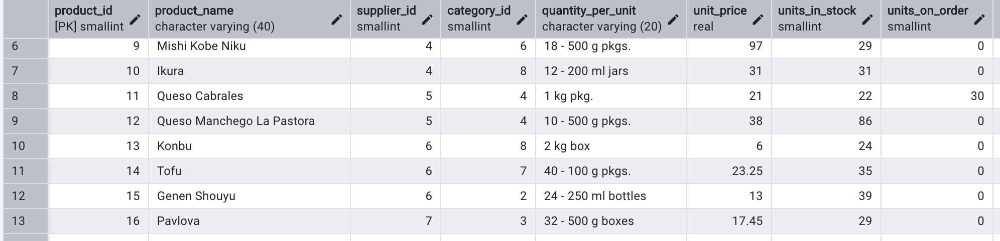 product_id product_name supplier_id category_id quantity_per_unit unit_price units_in_stock units_on_order
[PK] smallint character varying (40) smallint smallint character varying (20) real smallint smallint
6 9 Mishi Kobe Niku 4 6 18 - 500 g pkgs. 97 29 0
7 10 Ikura 4 8 12 - 200 ml jars 31 31 0
8 11 Queso Cabrales 5 4 1 kg pkg. 21 22 30
9 12 Queso Manchego La Pastora 5 4 10 - 500 g pkgs. 38 86 0
10 13 Konbu 6 8 2 kg box 6 24 0
11 14 Tofu 6 7 40 - 100 g pkgs. 23.25 35 0
12 15 Genen Shouyu 6 2 24 - 250 ml bottles 13 39 0
13 16 Pavlova 7 3 32 - 500 g boxes 17.45 29 0